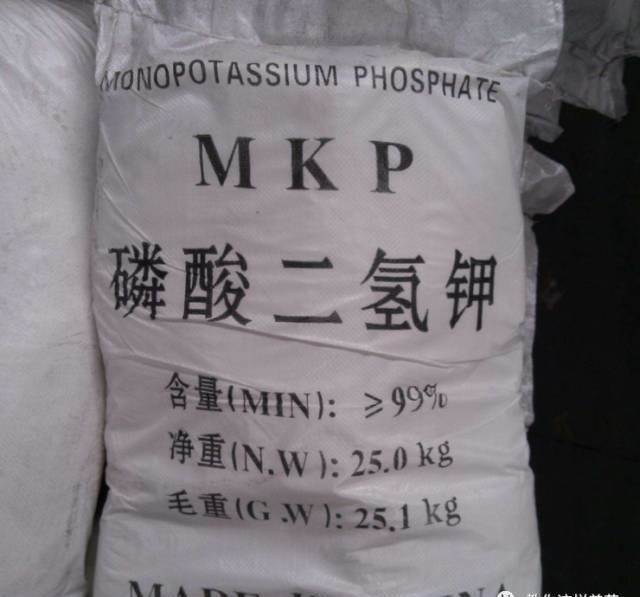 MONOPOTASSIUM PHOSPHATE
MKP
磷酸二氢钾
含量(MIN): ≥99%
净重(N.W): 25.0 kg
毛重(G.W): 25.1 kg
MADE